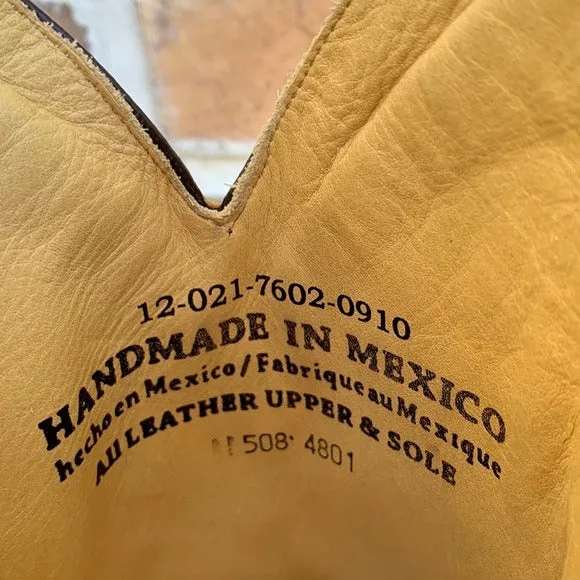 12-021-7602-0910
HANDMADE IN MEXICO
hecho en Mexico/Fabrique au Mexique
All LEATHER UPPER & SOLE
508 4801